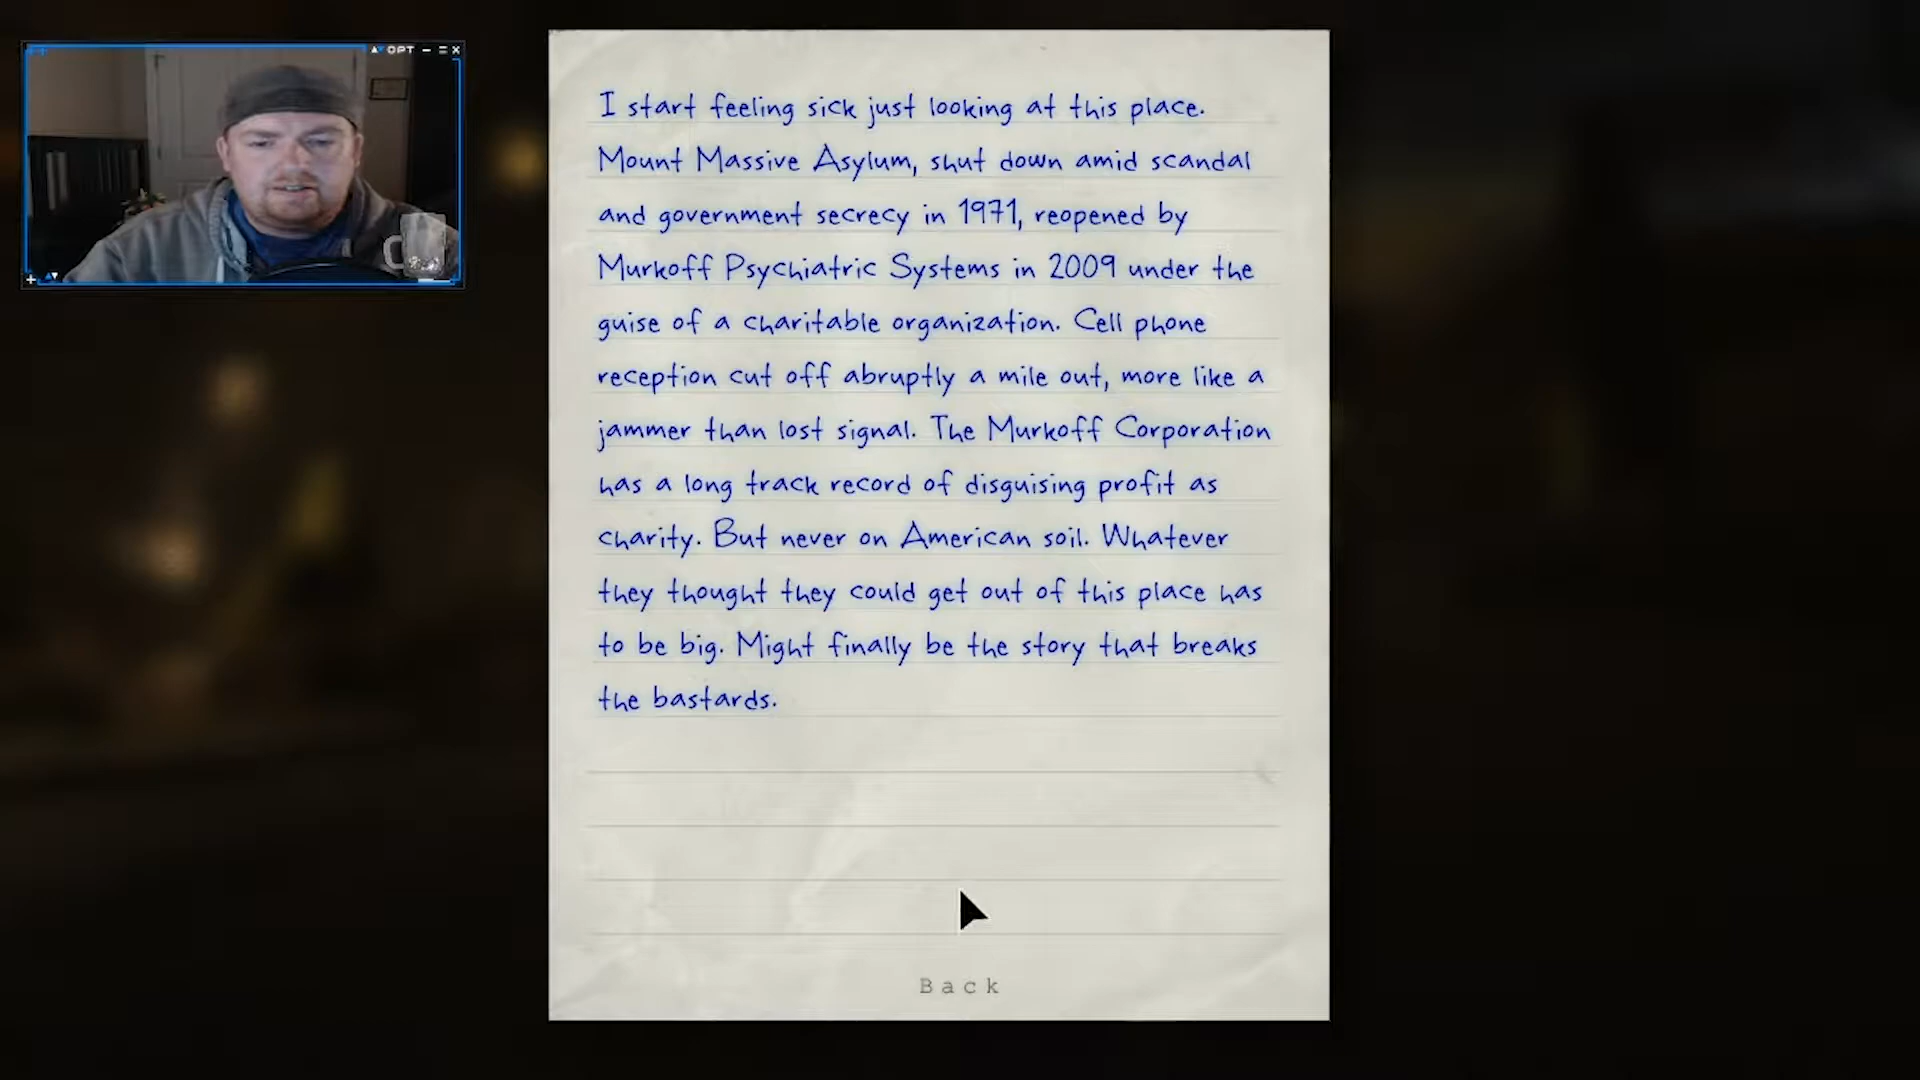 OPT
I start feeling sick just looking at this place.
Mount Massive Asylum, shut down amid scandal
and government secrecy in 1971, reopened by
Murkoff Psychiatric Systems in 2009 under the
guise of a charitable organization. Cell phone
reception cut off abruptly a mile out, more like a
jammer than lost signal. The Murkoff Corporation
has a long track record of disguising profit as
charity. But never on American soil. Whatever
they thought they could get out of this place has
to be big. Might finally be the story that breaks
the bastards.
Back